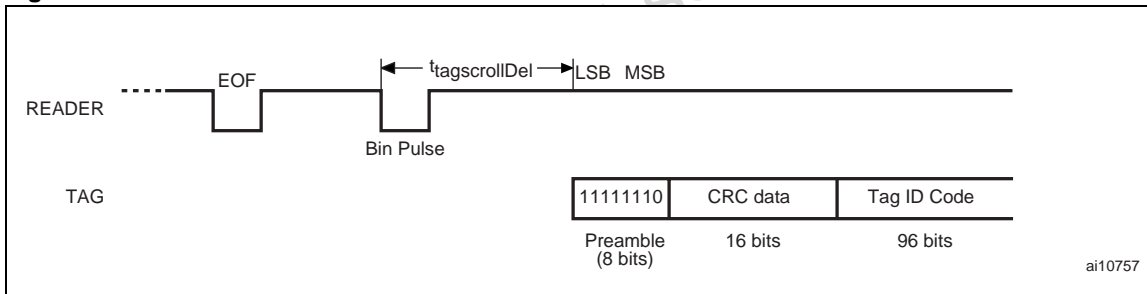 EOF
t tagscrollDel
LSB MSB
READER
Bin Pulse
TAG
11111110
CRC data
Tag ID Code
Preamble
(8 bits)
16 bits
96 bits
ai10757